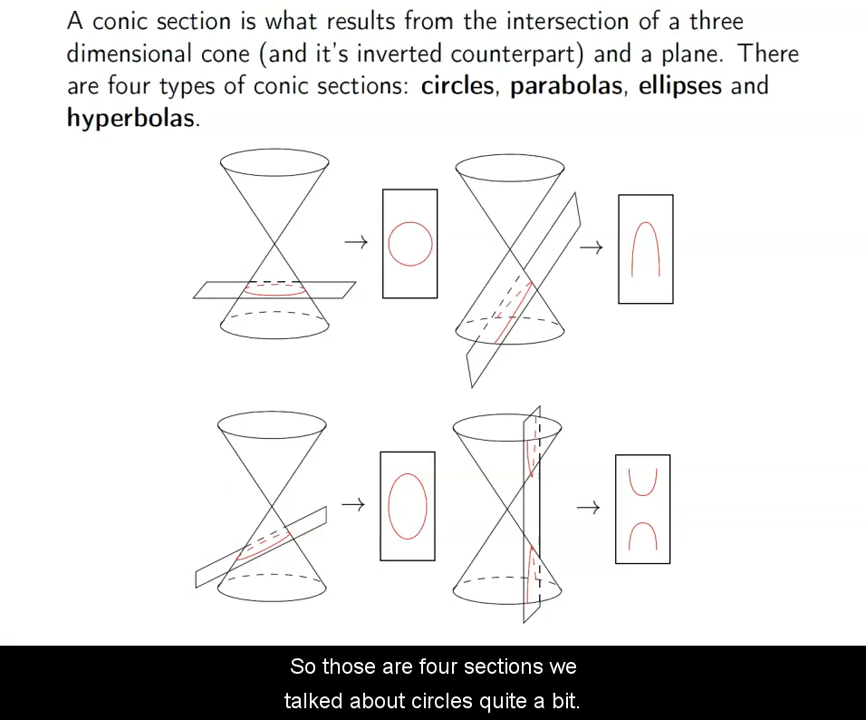 A conic section is what results from the intersection of a three
dimensional cone (and it's inverted counterpart) and a plane. There
are four types of conic sections: circles, parabolas, ellipses and
hyperbolas.
So those are four sections we
talked about circles quite a bit.